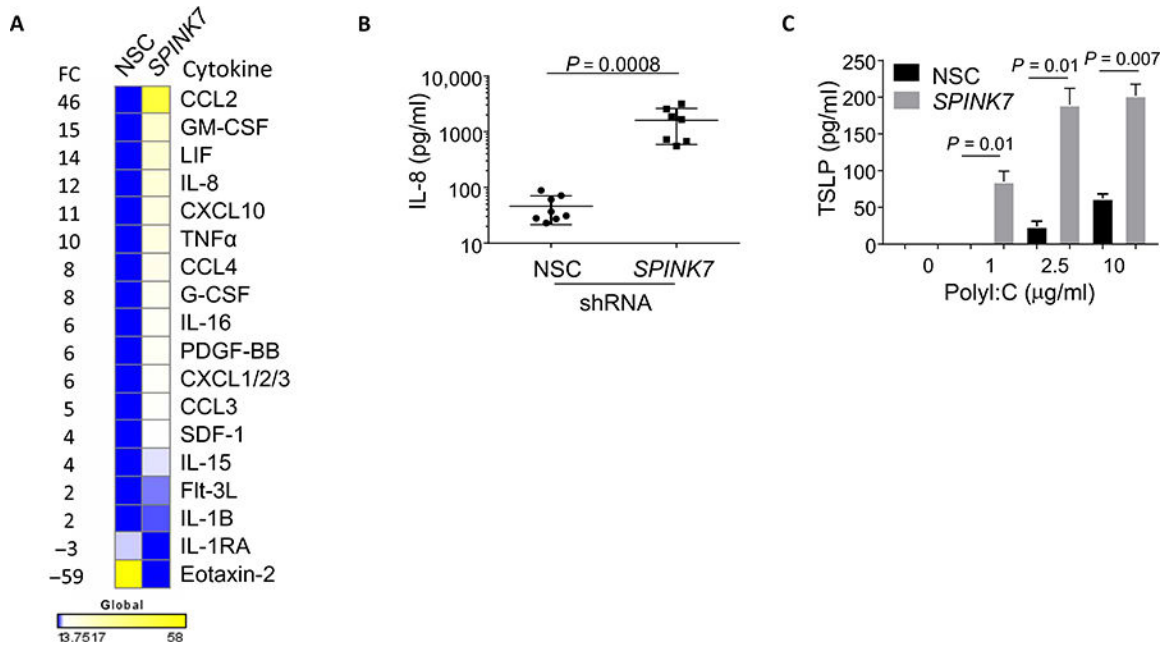 A
FC NSC SPINK7 Cytokine
46 CCL2
15 GM-CSF
14 LIF
12 IL-8
11 CXCL10
10 TNFα
8 CCL4
8 G-CSF
6 IL-16
6 PDGF-BB
6 CXCL1/2/3
5 CCL3
4 SDF-1
4 IL-15
2 Flt-3L
2 IL-1B
−3 IL-1RA
−59 Eotaxin-2
Global
58
B
P = 0.0008
IL-8 (pg/ml)
10,000
1000
100
10
NSC SPINK7
shRNA
C
NSC
SPINK7
P = 0.01
P = 0.01
P = 0.007
TSLP (pg/ml)
250
200
150
100
50
0
0 1 2.5 10
PolyI:C (μg/ml)